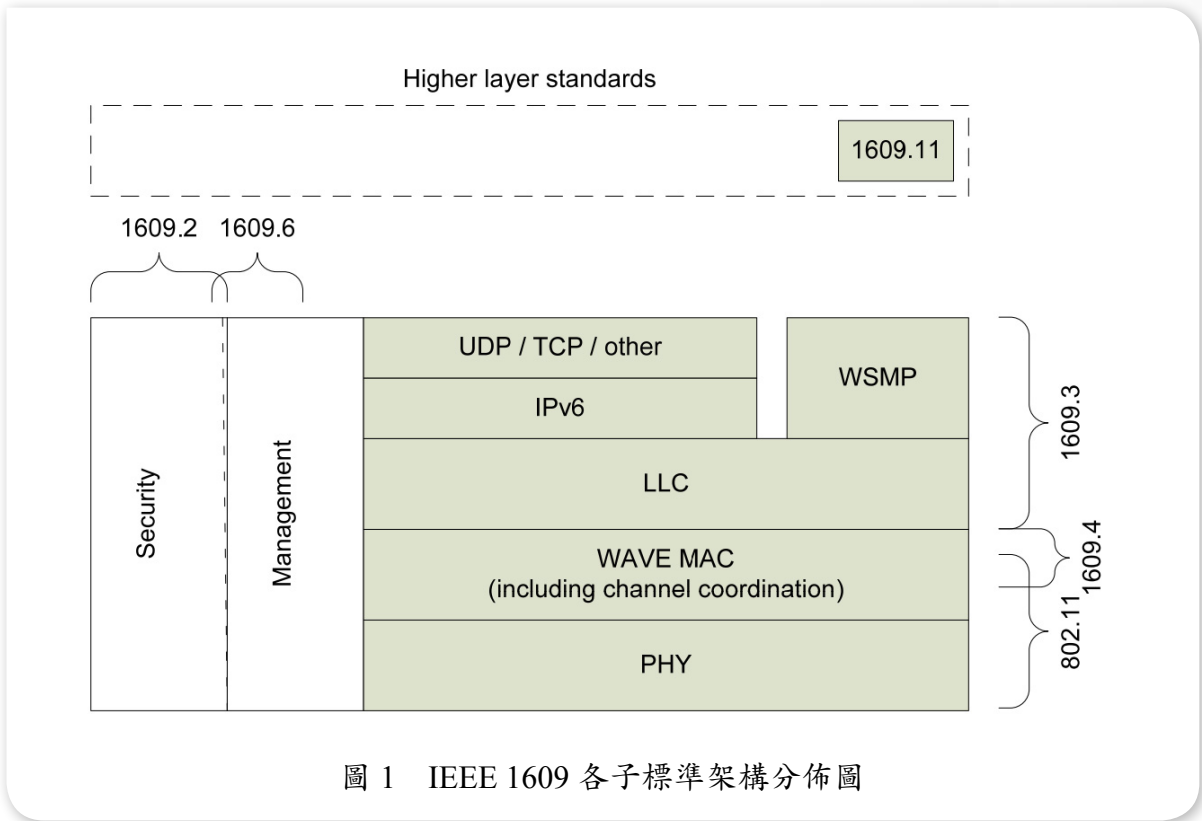 Higher layer standards
1609.11
1609.2 1609.6
UDP / TCP / other
WSMP
IPv6
1609.3
Security
Management
LLC
WAVE MAC
(including channel coordination)
1609.4
802.11
PHY
圖 1 IEEE 1609 各子標準架構分佈圖